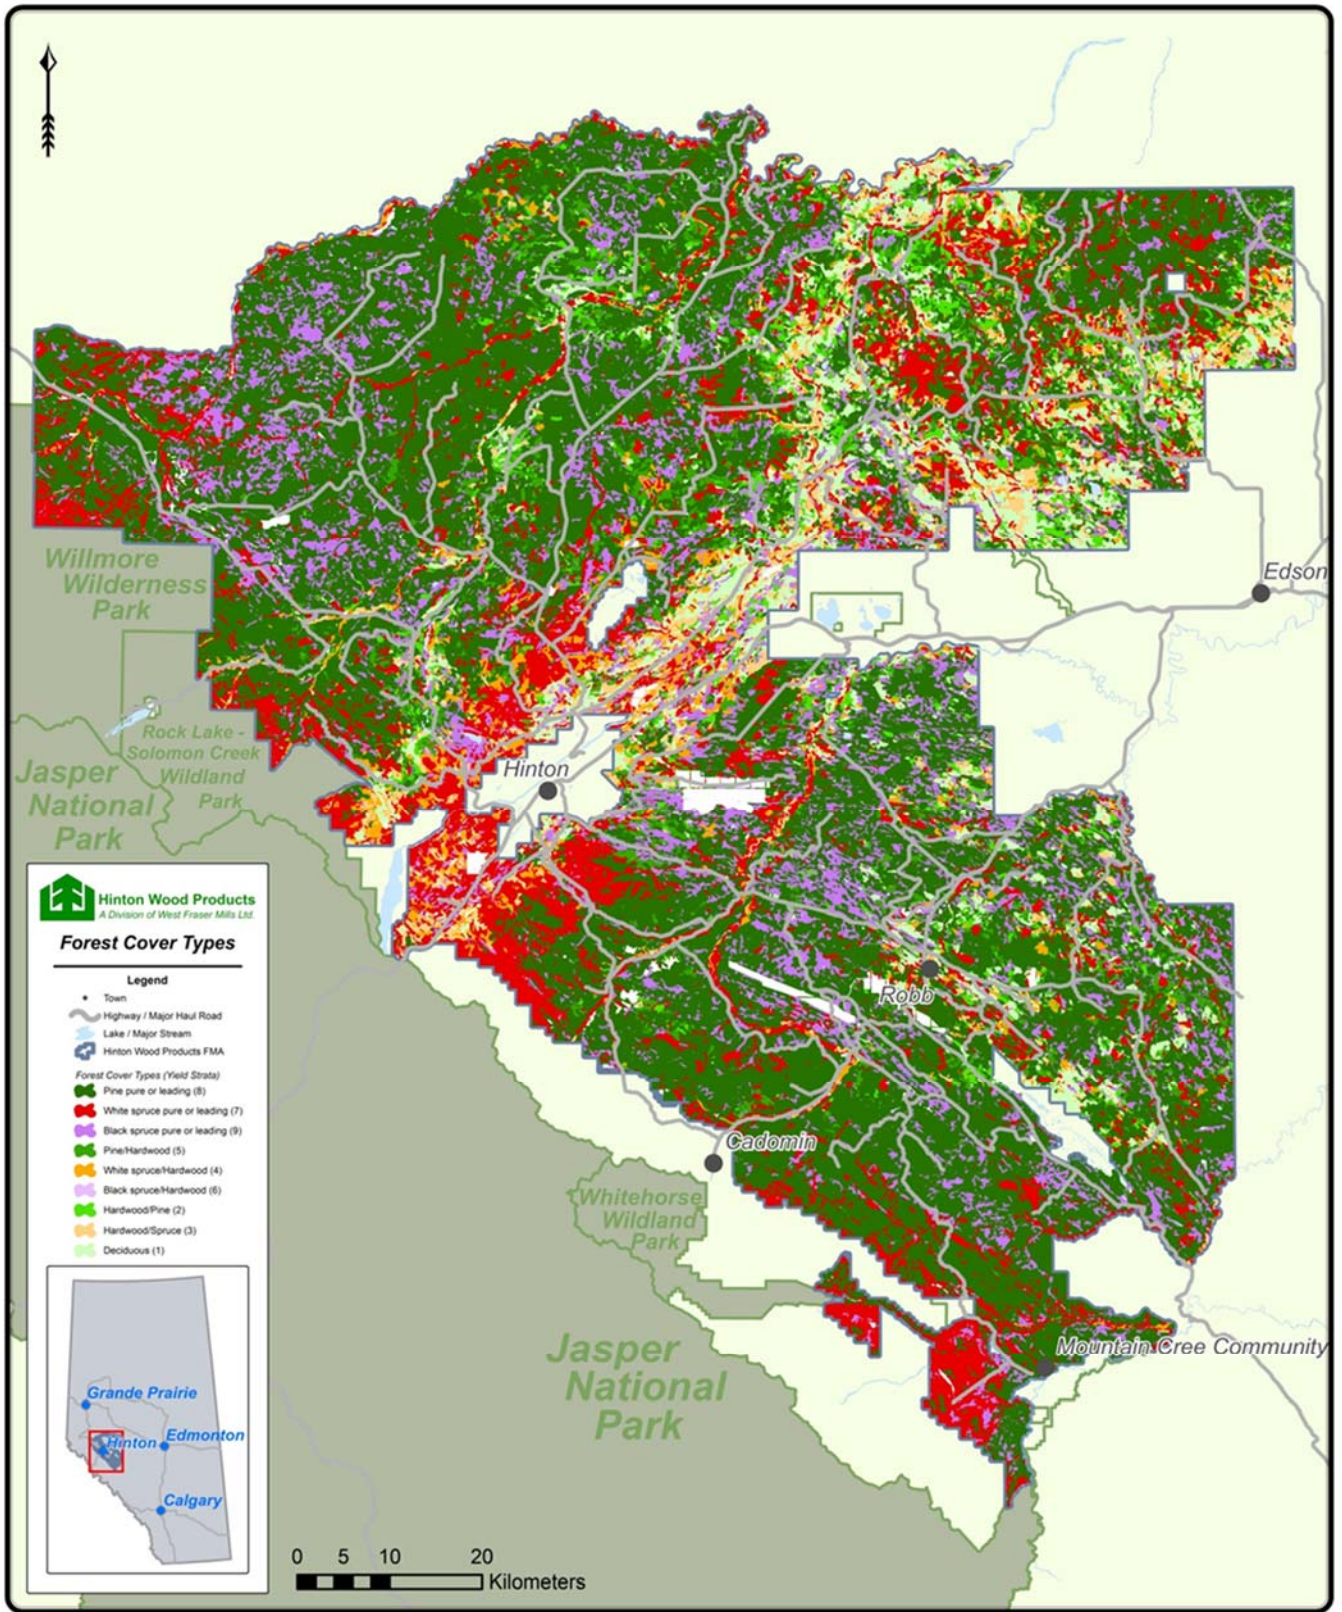 Edson
Willmore
Wilderness
Park
Rock Lake -
Solomon Creek
Wildland
Park
Jasper
National
Park
Hinton
Robb
Cadomin
Whitehorse
Wildland
Park
Mountain Cree Community
Jasper
National
Park
Hinton Wood Products
A Division of West Fraser Mills Ltd.
Forest Cover Types
Legend
Town
Highway / Major Haul Road
Lake / Major Stream
Hinton Wood Products FMA
Forest Cover Types (Yield Strata)
Pine pure or leading (8)
White spruce pure or leading (7)
Black spruce pure or leading (9)
Pine/Hardwood (5)
White spruce/Hardwood (4)
Black spruce/Hardwood (6)
Hardwood/Pine (2)
Hardwood/Spruce (3)
Deciduous (1)
Grande Prairie
Hinton
Edmonton
Calgary
0 5 10 20
Kilometers